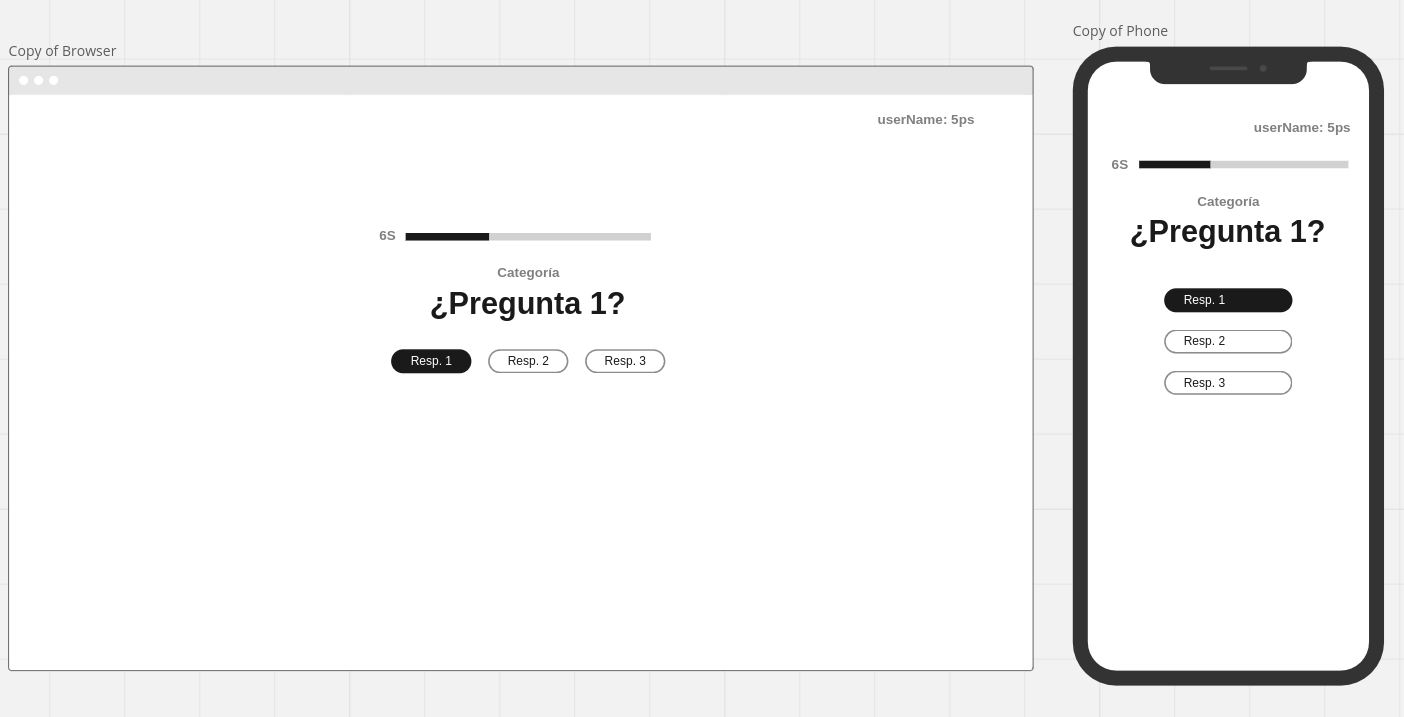 Copy of Browser
userName: 5ps
6S
Categoría
¿Pregunta 1?
Resp. 1
Resp. 2
Resp. 3
Copy of Phone
userName: 5ps
6S
Categoría
¿Pregunta 1?
Resp. 1
Resp. 2
Resp. 3